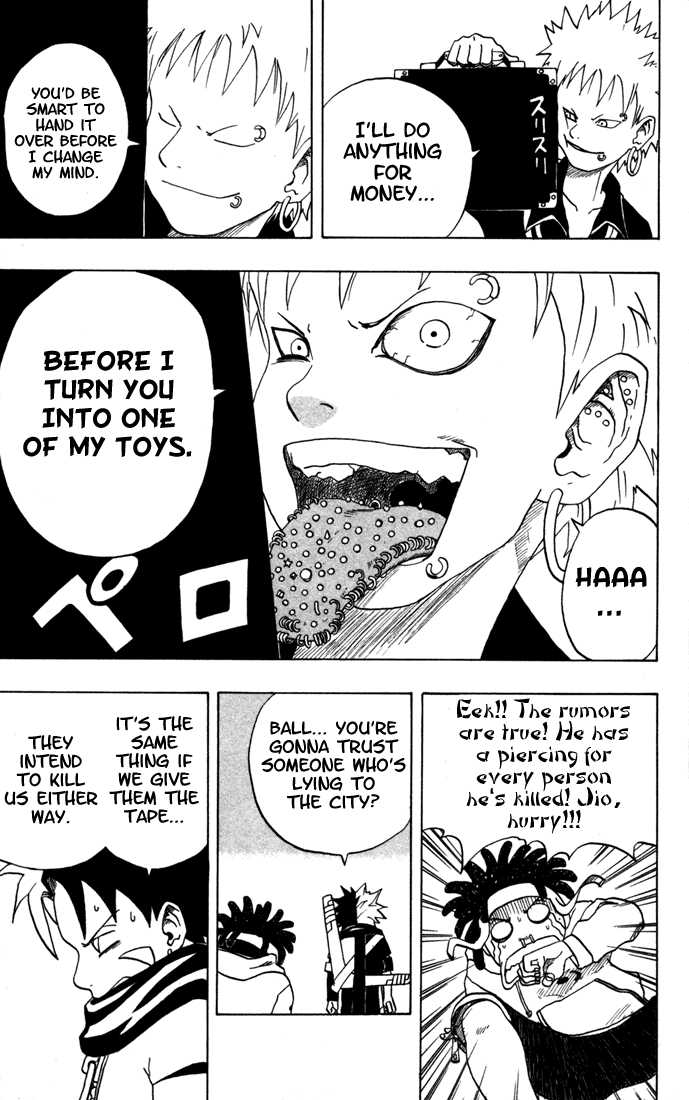 I'LL DO
ANYTHING
FOR
MONEY...
スリスリ
YOU'D BE
SMART TO
HAND IT
OVER BEFORE
I CHANGE
MY MIND.
HAAA
...
BEFORE I
TURN YOU
INTO ONE
OF MY TOYS.
ペロ
Eek!! The rumors
are true! He has
a piercing for
every person
he's killed! Jio,
hurry!!!
BALL... YOU'RE
GONNA TRUST
SOMEONE WHO'S
LYING TO
THE CITY?
IT'S THE
SAME
THING IF
WE GIVE
THEM THE
TAPE...
THEY
INTEND
TO KILL
US EITHER
WAY.